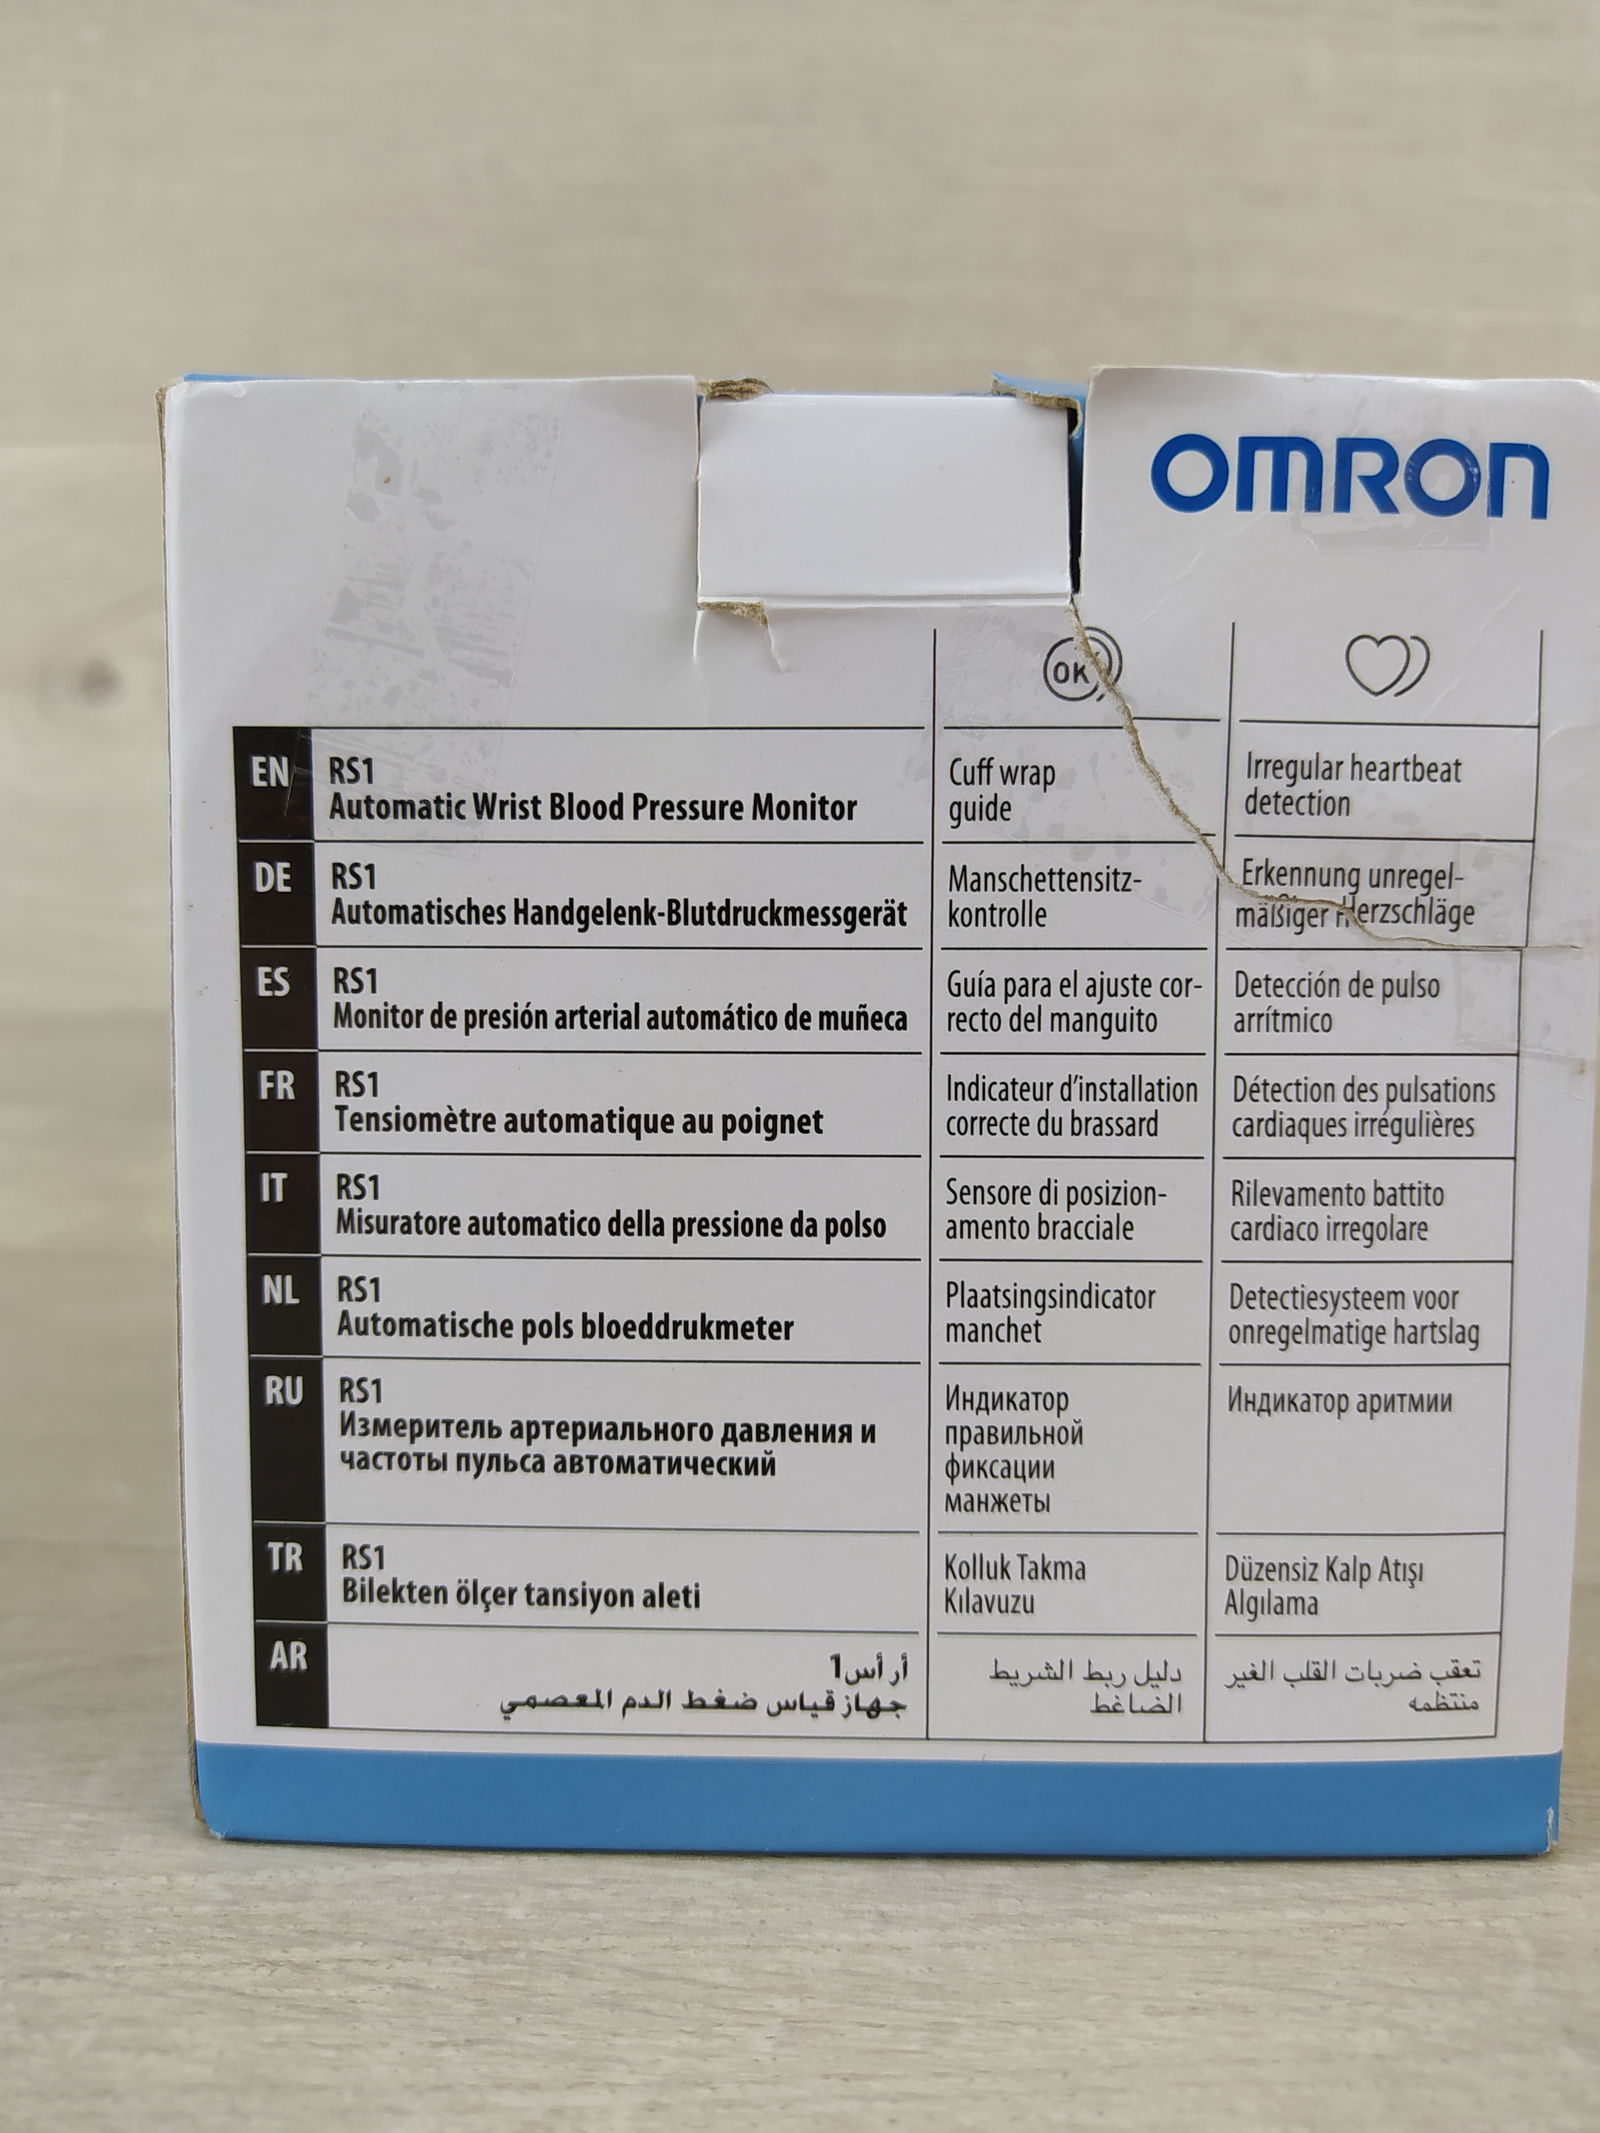 OMRON
OK
EN
RS1
Automatic Wrist Blood Pressure Monitor
Cuff wrap
guide
Irregular heartbeat
detection
DE
RS1
Automatisches Handgelenk-Blutdruckmessgerät
Manschettensitz-
kontrolle
Erkennung unregel-
mäßiger Herzschläge
ES
RS1
Monitor de presión arterial automático de muñeca
Guía para el ajuste cor-
recto del manguito
Detección de pulso
arrítmico
FR
RS1
Tensiomètre automatique au poignet
Indicateur d'installation
correcte du brassard
Détection des pulsations
cardiaques irrégulières
IT
RS1
Misuratore automatico della pressione da polso
Sensore di posizion-
amento bracciale
Rilevamento battito
cardiaco irregolare
NL
RS1
Automatische pols bloeddrukmeter
Plaatsingsindicator
manchet
Detectiesysteem voor
onregelmatige hartslag
RU
RS1
Измеритель артериального давления и
частоты пульса автоматический
Индикатор
правильной
фиксации
манжеты
Индикатор аритмии
TR
RS1
Bilekten ölçer tansiyon aleti
Kolluk Takma
Kılavuzu
Düzensiz Kalp Atışı
Algılama
AR
أر أس1
جهاز قياس ضغط الدم المعصمي
دليل ربط الشريط
الضاغط
تعقب ضربات القلب الغير
منتظمه